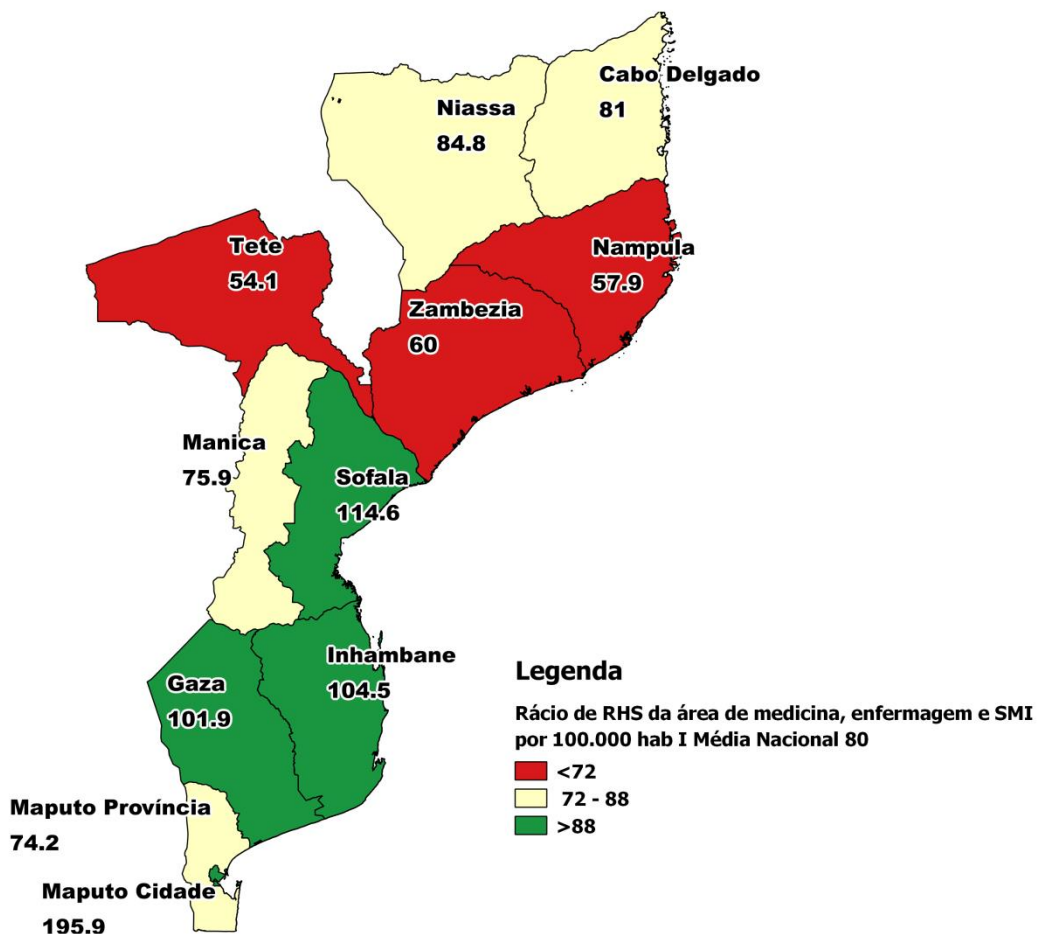 Cabo Delgado
81
Niassa
84.8
Tete
54.1
Nampula
57.9
Zambezia
60
Manica
75.9
Sofala
114.6
Inhambane
104.5
Gaza
101.9
Maputo Província
74.2
Maputo Cidade
195.9
Legenda
Rácio de RHS da área de medicina, enfermagem e SMI
por 100.000 hab I Média Nacional 80
<72
72 - 88
>88